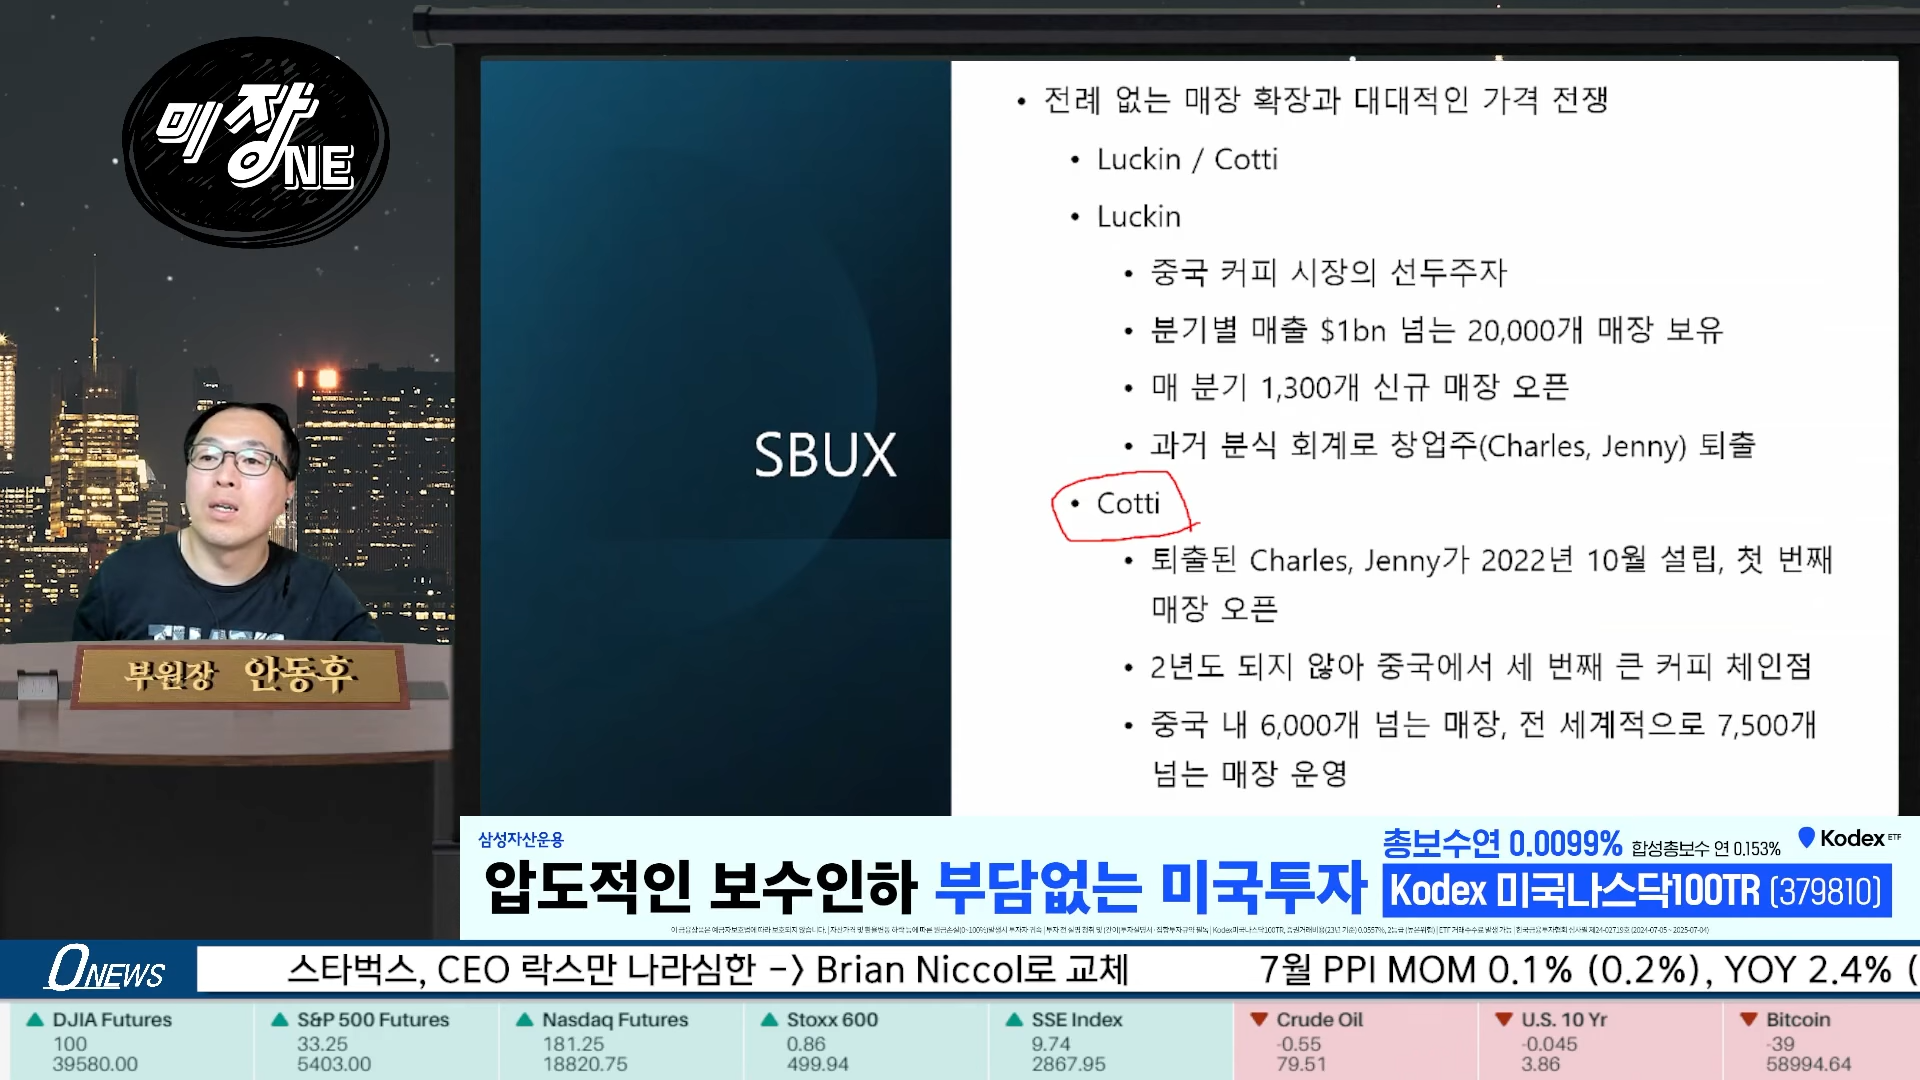 미장
ONE
• 전례 없는 매장 확장과 대대적인 가격 전쟁
• Luckin / Cotti
• Luckin
• 중국 커피 시장의 선두주자
• 분기별 매출 $1bn 넘는 20,000개 매장 보유
• 매 분기 1,300개 신규 매장 오픈
• 과거 분식 회계로 창업주(Charles, Jenny) 퇴출
SBUX
• Cotti
• 퇴출된 Charles, Jenny가 2022년 10월 설립, 첫 번째
매장 오픈
• 2년도 되지 않아 중국에서 세 번째 큰 커피 체인점
• 중국 내 6,000개 넘는 매장, 전 세계적으로 7,500개
넘는 매장 운영
부원장 안동후
삼성자산운용
압도적인 보수인하 부담없는 미국투자
총보수연 0.0099% 합성총보수 연 0.153%
Kodex ETF
Kodex 미국나스닥100TR (379810)
ONEWS
스타벅스, CEO 락스만 나라심한 -> Brian Niccol로 교체 7월 PPI MOM 0.1% (0.2%), YOY 2.4% (
DJIA Futures
100
39580.00
S&P 500 Futures
33.25
5403.00
Nasdaq Futures
181.25
18820.75
Stoxx 600
0.86
499.94
SSE Index
9.74
2867.95
Crude Oil
-0.55
79.51
U.S. 10 Yr
-0.045
3.86
Bitcoin
-39
58994.64